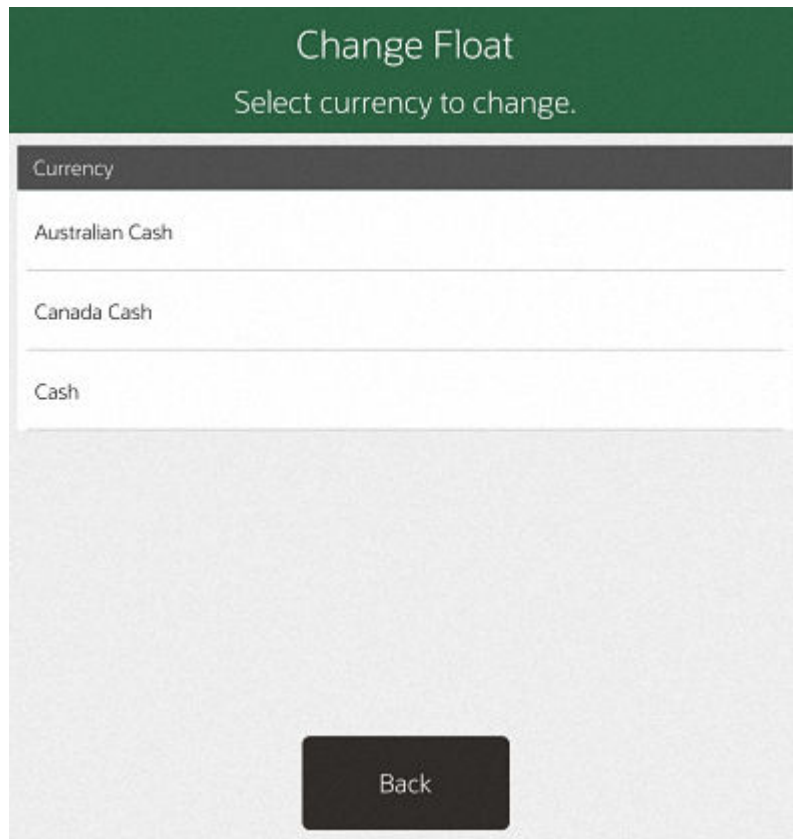 Change Float
Select currency to change.
Currency
Australian Cash
Canada Cash
Cash
Back